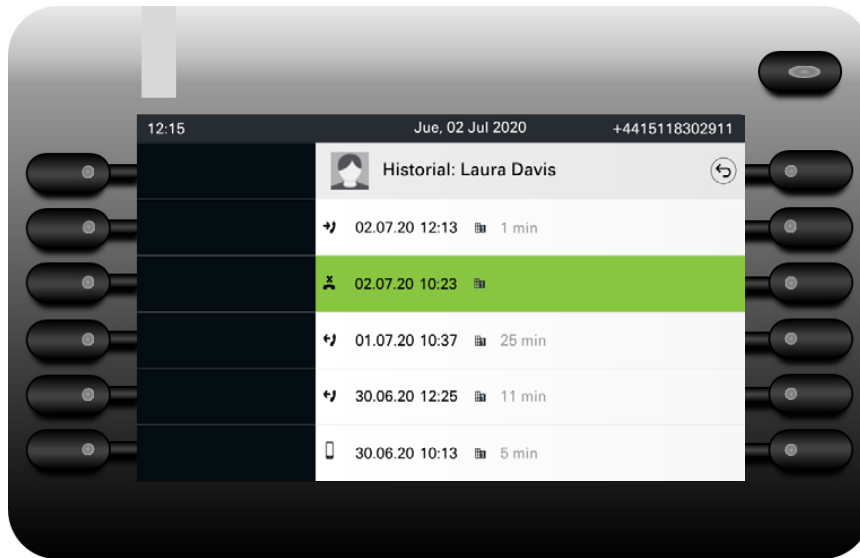 12:15 Jue, 02 Jul 2020 +4415118302911
Historial: Laura Davis
02.07.20 12:13 1 min
02.07.20 10:23
01.07.20 10:37 25 min
30.06.20 12:25 11 min
30.06.20 10:13 5 min